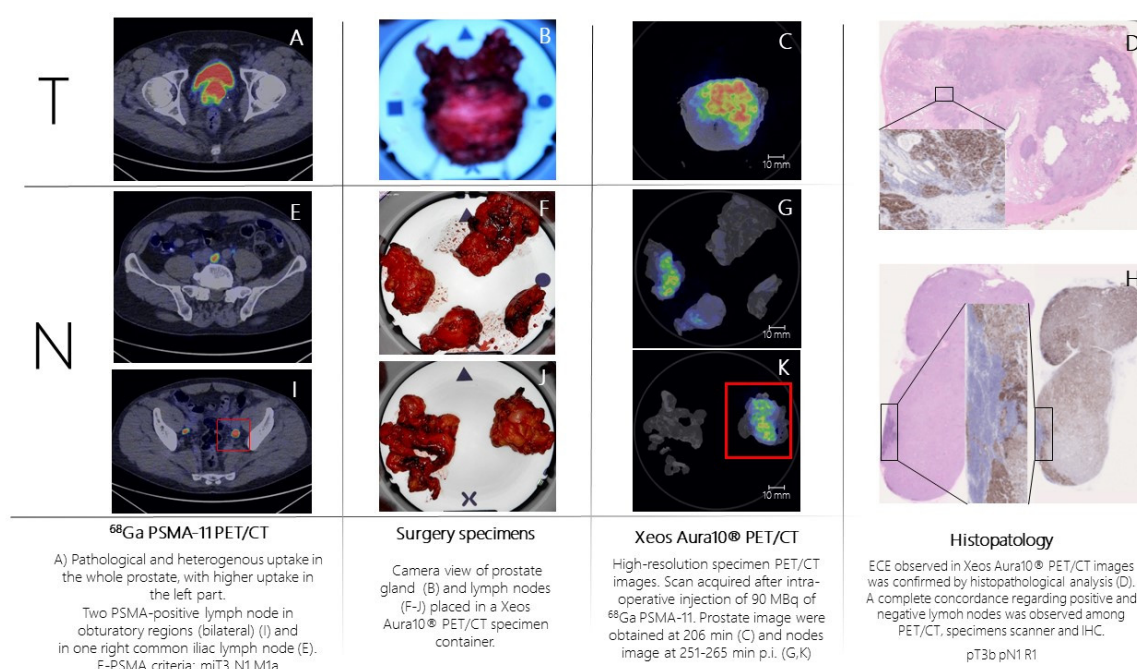 T
A
B
C
10 mm
D
N
E
F
G
10 mm
H
I
J
K
10 mm
⁶⁸Ga PSMA-11 PET/CT
A) Pathological and heterogenous uptake in
the whole prostate, with higher uptake in
the left part.
Two PSMA-positive lymph node in
obturatory regions (bilateral) (I) and
in one right common iliac lymph node (E).
E-PSMA criteria: miT3 N1 M1a
Surgery specimens
Camera view of prostate
gland (B) and lymph nodes
(F-J) placed in a Xeos
Aura10® PET/CT specimen
container.
Xeos Aura10® PET/CT
High-resolution specimen PET/CT
images. Scan acquired after intra-
operative injection of 90 MBq of
⁶⁸Ga PSMA-11. Prostate image were
obtained at 206 min (C) and nodes
image at 251-265 min p.i. (G,K)
Histopatology
ECE observed in Xeos Aura10® PET/CT images
was confirmed by histopathological analysis (D).
A complete concordance regarding positive and
negative lymoh nodes was observed among
PET/CT, specimens scanner and IHC.
pT3b pN1 R1